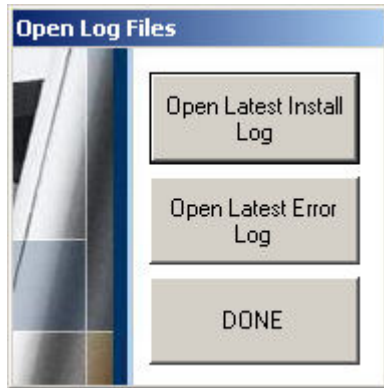 Open Log Files
Open Latest Install
Log
Open Latest Error
Log
DONE